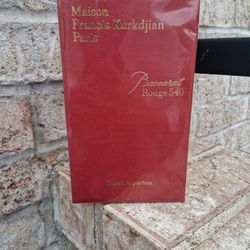 Maison
Francis Kurkdjian
Paris
Baccarat
Rouge 540
Extrait de parfum